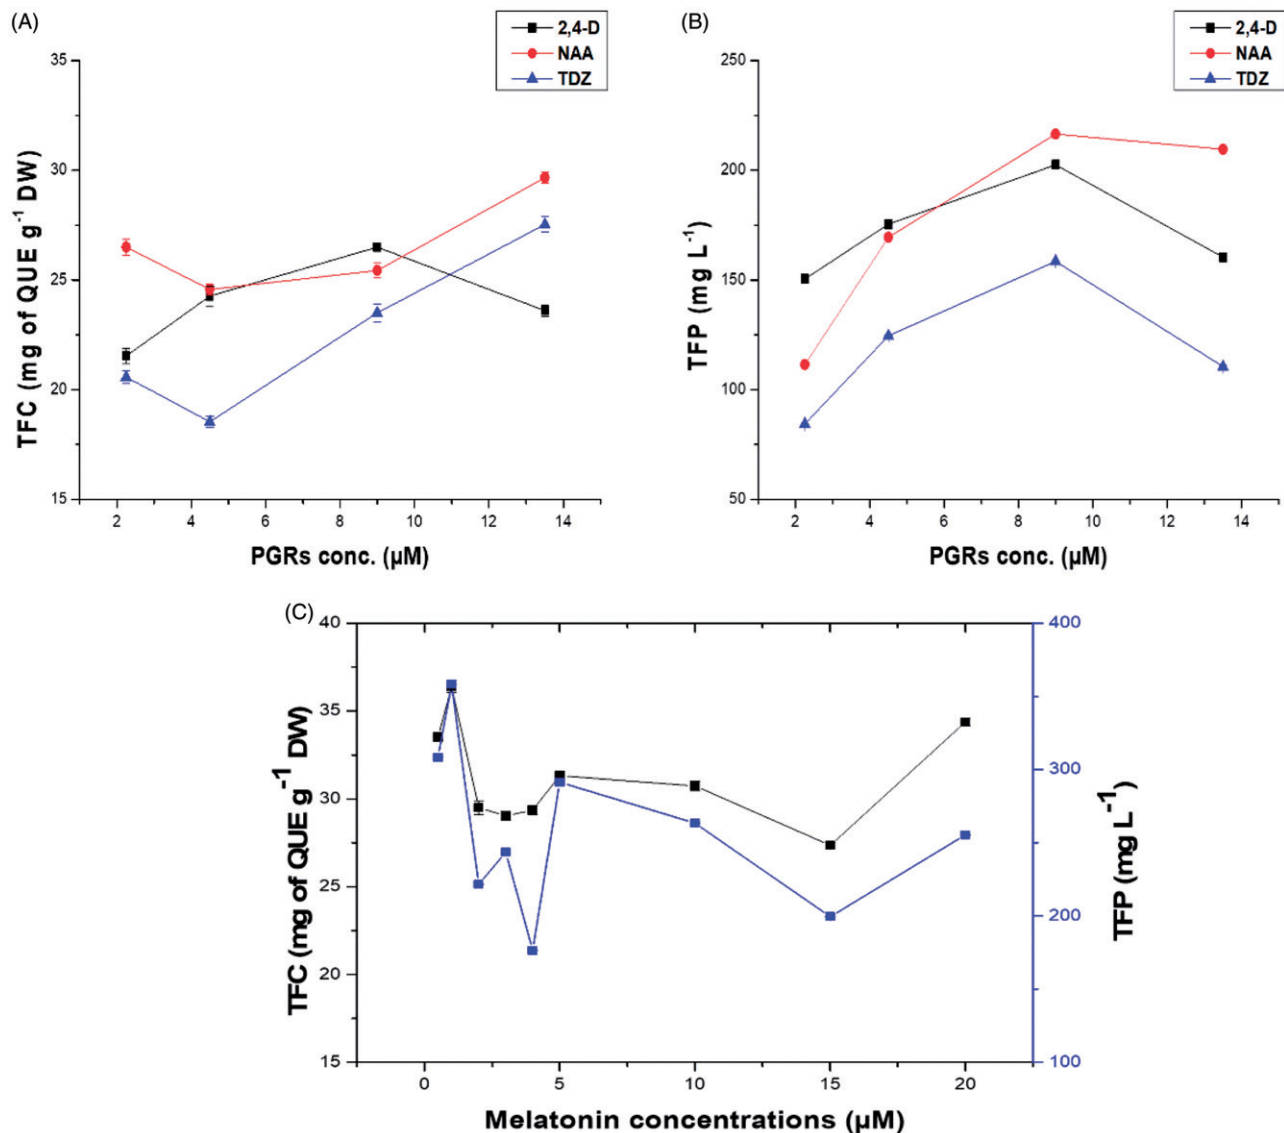 (A)
2,4-D
NAA
TDZ
35
30
25
20
15
TFC (mg of QUE g⁻¹ DW)
2 4 6 8 10 12 14
PGRs conc. (µM)
(B)
2,4-D
NAA
TDZ
250
200
150
100
50
TFP (mg L⁻¹)
2 4 6 8 10 12 14
PGRs conc. (µM)
(C)
40
35
30
25
20
15
TFC (mg of QUE g⁻¹ DW)
400
300
200
100
TFP (mg L⁻¹)
0 5 10 15 20
Melatonin concentrations (µM)